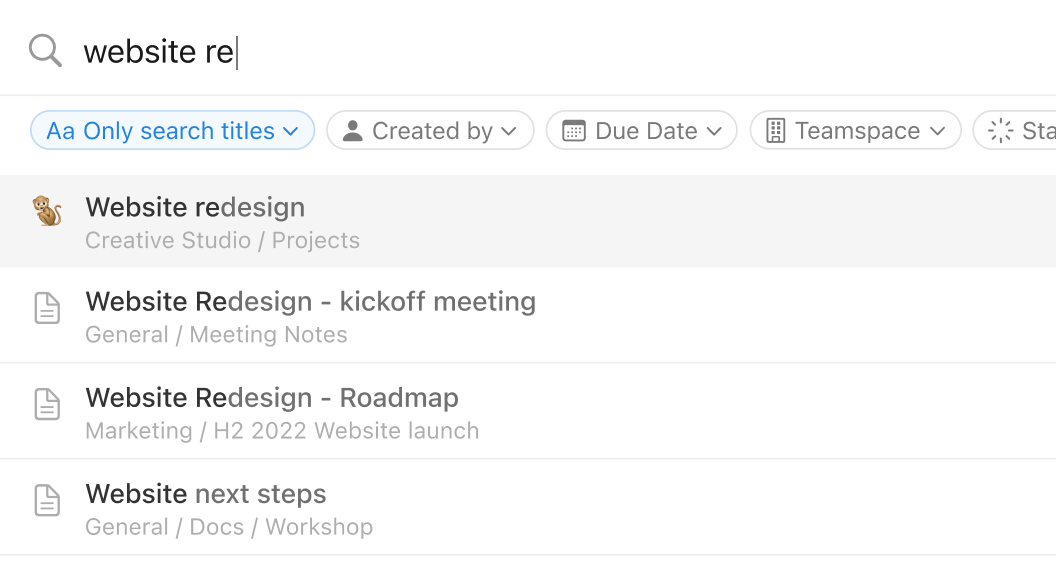 website re
Aa Only search titles Created by Due Date Teamspace
Website redesign
Creative Studio / Projects
Website Redesign - kickoff meeting
General / Meeting Notes
Website Redesign - Roadmap
Marketing / H2 2022 Website launch
Website next steps
General / Docs / Workshop